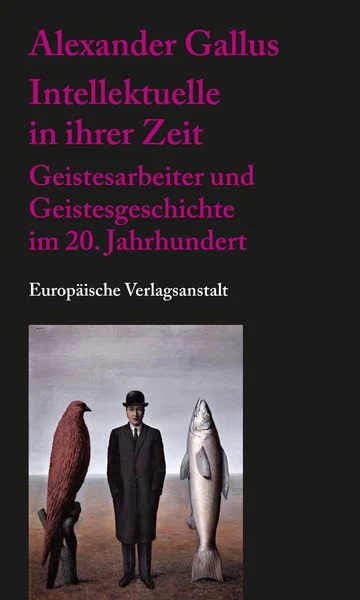 Alexander Gallus
Intellektuelle
in ihrer Zeit
Geistesarbeiter und
Geistesgeschichte
im 20. Jahrhundert
Europäische Verlagsanstalt